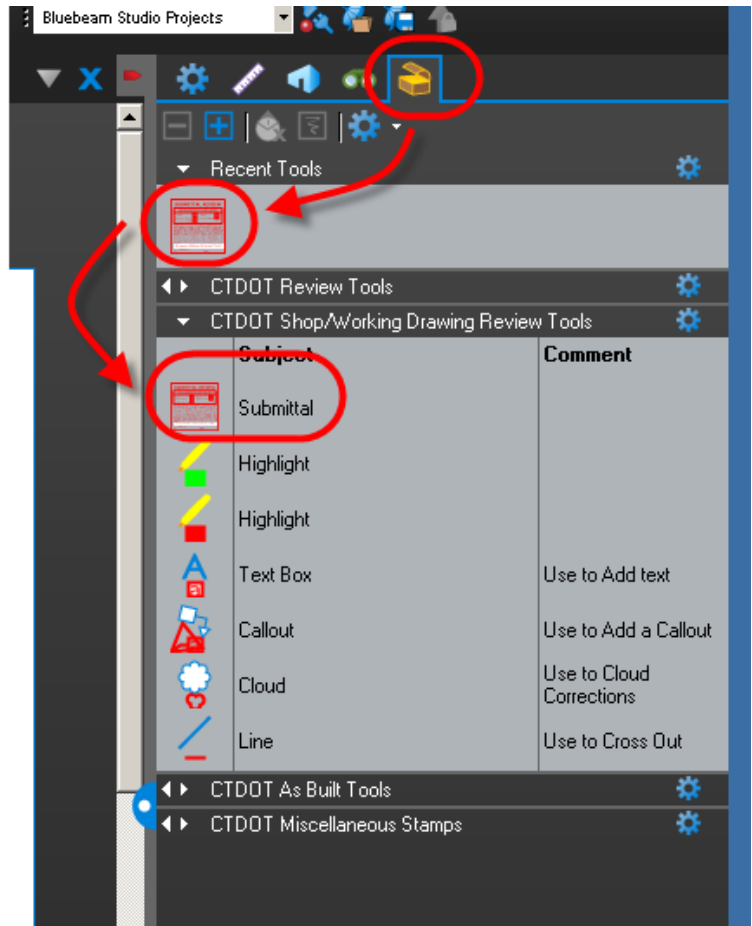 Bluebeam Studio Projects
Recent Tools
CTDOT Review Tools
CTDOT Shop/Working Drawing Review Tools
Subject Comment
Submittal
Highlight
Highlight
Text Box Use to Add text
Callout Use to Add a Callout
Cloud Use to Cloud
Corrections
Line Use to Cross Out
CTDOT As Built Tools
CTDOT Miscellaneous Stamps